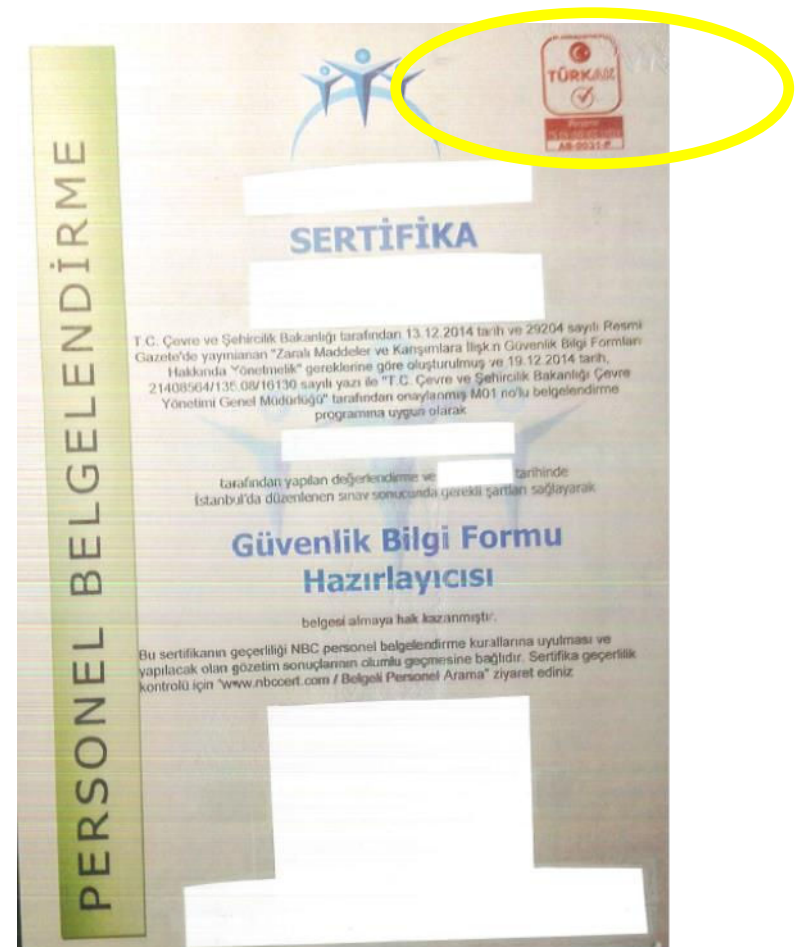 TÜRKAK
Personel
AB-0031-P
PERSONEL BELGELENDİRME
SERTİFİKA
T.C. Çevre ve Şehircilik Bakanlığı tarafından 13.12.2014 tarih ve 29204 sayılı Resmi
Gazete'de yayınlanan "Zararlı Maddeler ve Karışımlara İlişkin Güvenlik Bilgi Formları
Hakkında Yönetmelik" gereklerine göre oluşturulmuş ve 19.12.2014 tarih,
21408564/135.08/16130 sayılı yazı ile "T.C. Çevre ve Şehircilik Bakanlığı Çevre
Yönetimi Genel Müdürlüğü" tarafından onaylanmış M01 no'lu belgelendirme
programına uygun olarak
tarafından yapılan değerlendirme ve tarihinde
İstanbul'da düzenlenen sınav sonucunda gerekli şartları sağlayarak
Güvenlik Bilgi Formu
Hazırlayıcısı
belgesi almaya hak kazanmıştır.
Bu sertifikanın geçerliliği NBC personel belgelendirme kurallarına uyulması ve
yapılacak olan gözetim sonuçlarının olumlu geçmesine bağlıdır. Sertifika geçerlilik
kontrolü için "www.nbccert.com / Belgeli Personel Arama" ziyaret ediniz